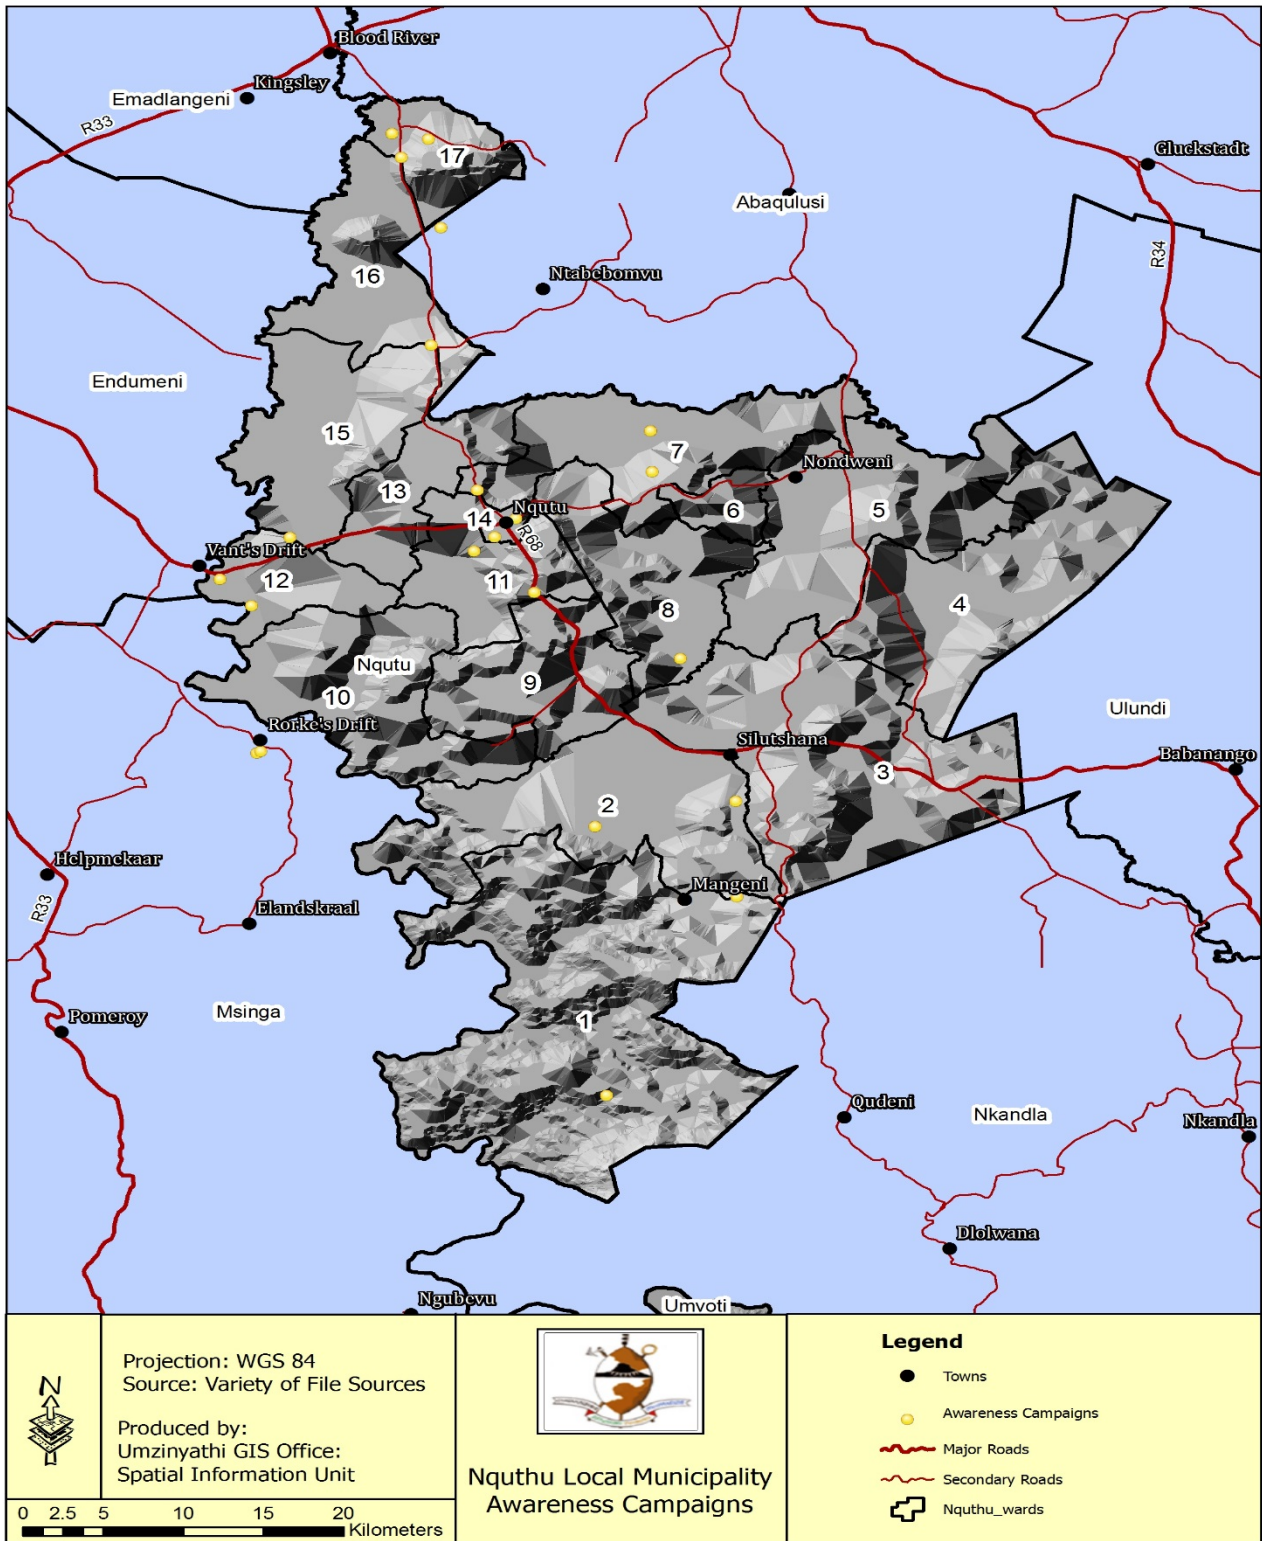 Blood River
Kingsley
Emadlangeni
R33
17
Gluckstadt
Abaqulusi
R34
16
Ntabebomvu
Endumeni
15
7
Nondweni
13
6
5
14
Nqutu
R68
Vant's Drift
12
11
8
4
Nqutu
10
9
Rorke's Drift
Ulundi
Silutshana
Babanango
3
2
Helpmekaar
Mangeni
R33
Elandskraal
Msinga
1
Pomeroy
Qudeni
Nkandla
Nkandla
Dlolwana
Ngubevu
Umvoti
N
Projection: WGS 84
Source: Variety of File Sources
Produced by:
Umzinyathi GIS Office:
Spatial Information Unit
0 2.5 5 10 15 20
Kilometers
Nquthu Local Municipality
Awareness Campaigns
Legend
Towns
Awareness Campaigns
Major Roads
Secondary Roads
Nquthu_wards